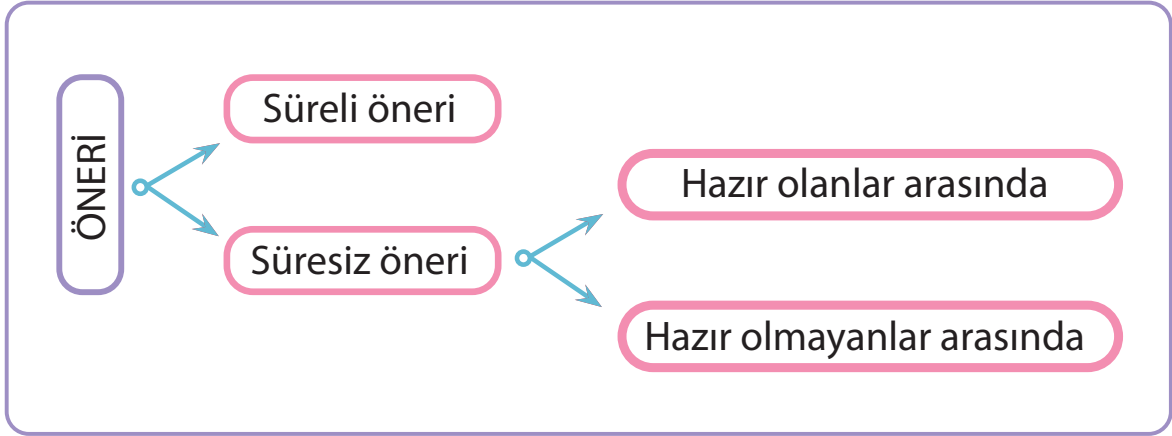 ÖNERİ
Süreli öneri
Süresiz öneri
Hazır olanlar arasında
Hazır olmayanlar arasında